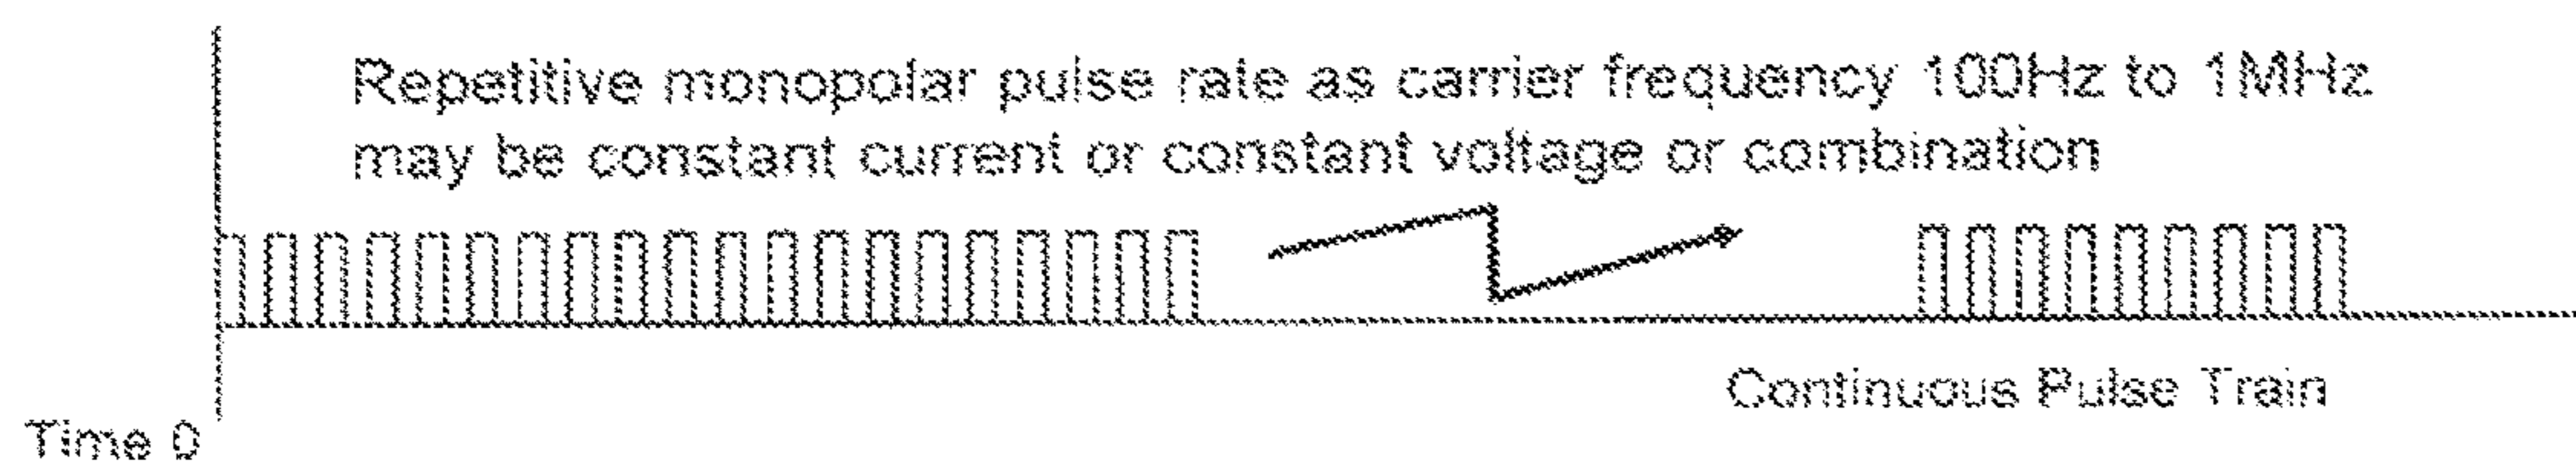 Repetitive monopolar pulse rate as carrier frequency 100Hz to 1MHz
may be constant current or constant voltage or combination
Continuous Pulse Train
Time 0